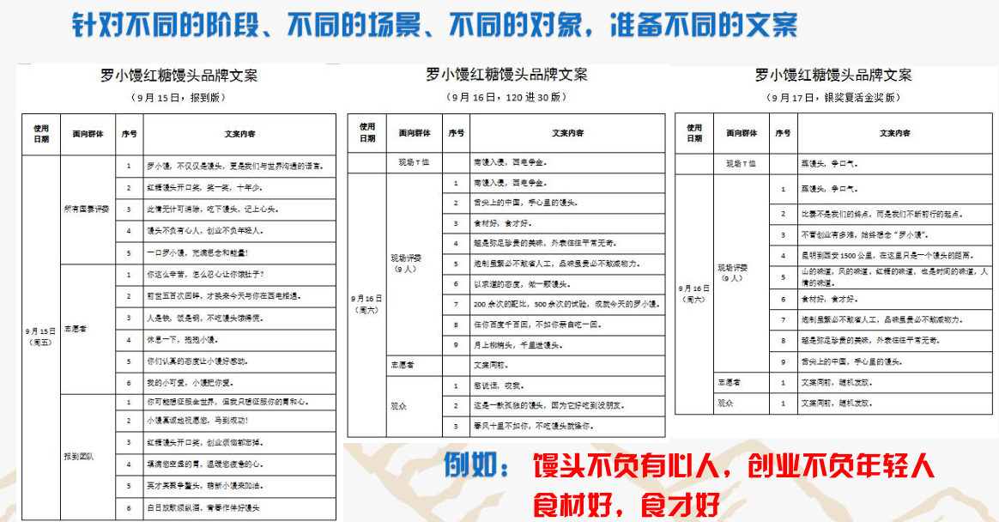 针对不同的阶段、不同的场景、不同的对象，准备不同的文案
罗小馒红糖馒头品牌文案
（9月15日，报到版）
使用日期 面向群体 序号 文案内容
9月15日（周五）
所有国赛评委
1 罗小馒，不仅仅是馒头，更是我们与世界沟通的语言。
2 红糖馒头开口笑，笑一笑，十年少。
3 此情无计可消除，吃下馒头，记上心头。
4 馒头不负有心人，创业不负年轻人。
5 一口罗小馒，充满思念和能量！
志愿者
1 你这么辛苦，怎么忍心让你饿肚子？
2 前世五百次回眸，才换来今天与你在西电相遇。
3 人是铁，饭是钢，不吃馒头饿得慌。
4 休息一下，抱抱小馒。
5 你们认真的态度让小馒好感动。
6 我的小可爱，小馒把你爱。
报到团队
1 你可能想征服全世界，但我只想征服你的胃和心。
2 小馒真诚地祝愿您，马到成功！
3 红糖馒头开口笑，创业烦恼都忘掉。
4 填满您空虚的胃，温暖您疲惫的心。
5 英才其聚争鳌头，萌新小馒来加油。
6 白日放歌须纵酒，青春作伴好馒头
罗小馒红糖馒头品牌文案
（9月16日，120进30版）
使用日期 面向群体 序号 文案内容
现场T恤 南馒入侵，西电争金。
9月16日（周六）
现场评委（9人）
1 南馒入侵，西电争金。
2 舌尖上的中国，手心里的馒头。
3 食材好，食才好。
4 越是弥足珍贵的美味，外表往往平常无奇。
5 炮制虽繁必不敢省人工，品味虽贵必不敢减物力。
6 以求道的态度，做一颗馒头。
7 200余次的配比，500余次的试验，成就今天的罗小馒。
8 任你百度千百回，不如你亲自吃一回。
9 月上柳梢头，千里送馒头。
志愿者 文案同前。
观众
1 憋说话，咬我。
2 这是一款孤独的馒头，因为它好吃到没朋友。
3 春风十里不如你，不吃馒头就怪你。
罗小馒红糖馒头品牌文案
（9月17日，银奖复活金奖版）
使用日期 面向群体 序号 文案内容
现场T恤 蒸馒头，争口气。
9月16日（周六）
现场评委（9人）
1 蒸馒头，争口气。
2 比赛不是我们的终点，而是我们不断前行的起点。
3 不管创业有多难，始终想念“罗小馒”。
4 昆明到西安1500公里，在这里只是一个馒头的距离。
5 山的味道，风的味道，红糖的味道，也是时间的味道，人情的味道。
6 食材好，食才好。
7 炮制虽繁必不敢省人工，品味虽贵必不敢减物力。
8 越是弥足珍贵的美味，外表往往平常无奇。
9 舌尖上的中国，手心里的馒头。
志愿者 1 文案同前，随机发放。
观众 1 文案同前，随机发放。
例如：馒头不负有心人，创业不负年轻人
食材好，食才好